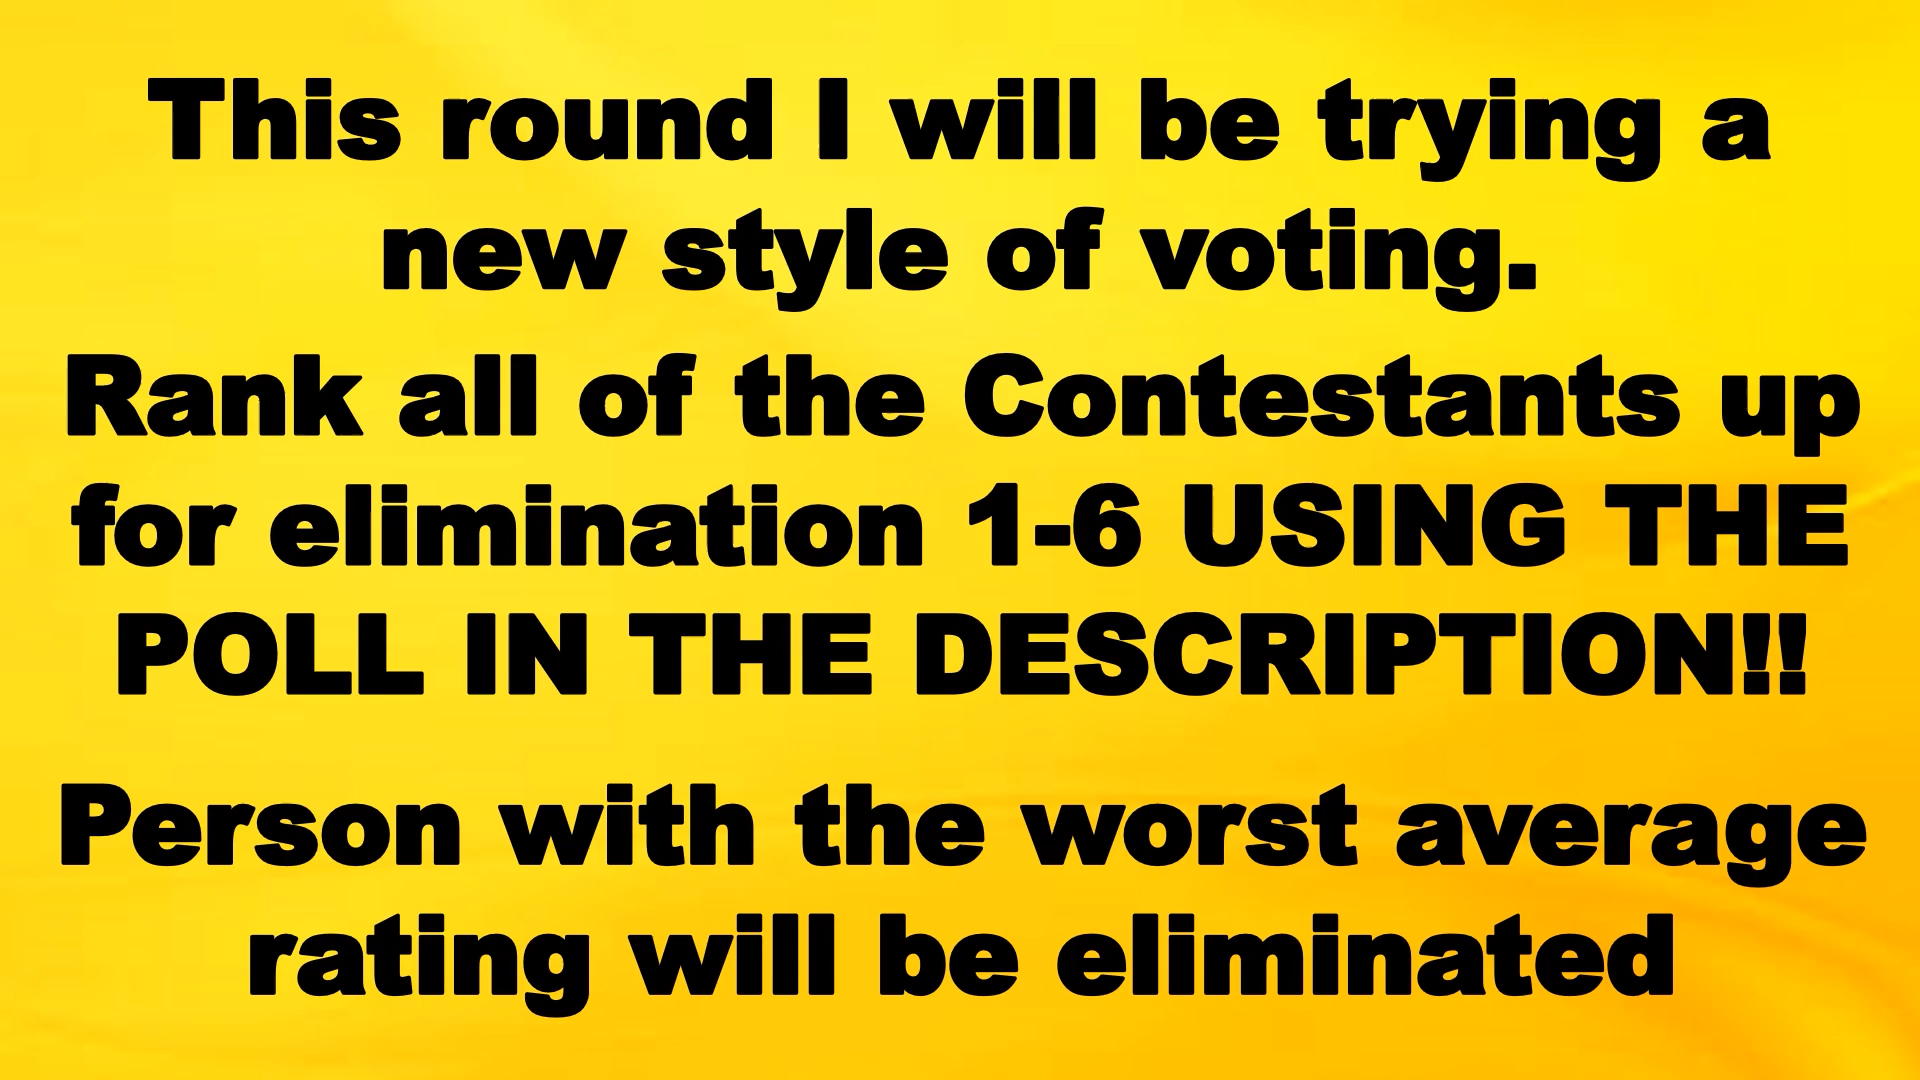 This round I will be trying a
new style of voting.
Rank all of the Contestants up
for elimination 1-6 USING THE
POLL IN THE DESCRIPTION!!
Person with the worst average
rating will be eliminated